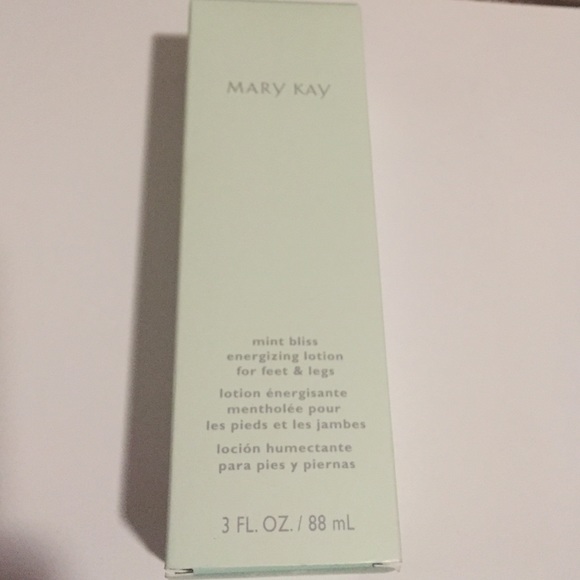 MARY KAY
mint bliss
energizing lotion
for feet & legs
lotion énergisante
mentholée pour
les pieds et les jambes
loción humectante
para pies y piernas
3 FL. OZ. / 88 mL